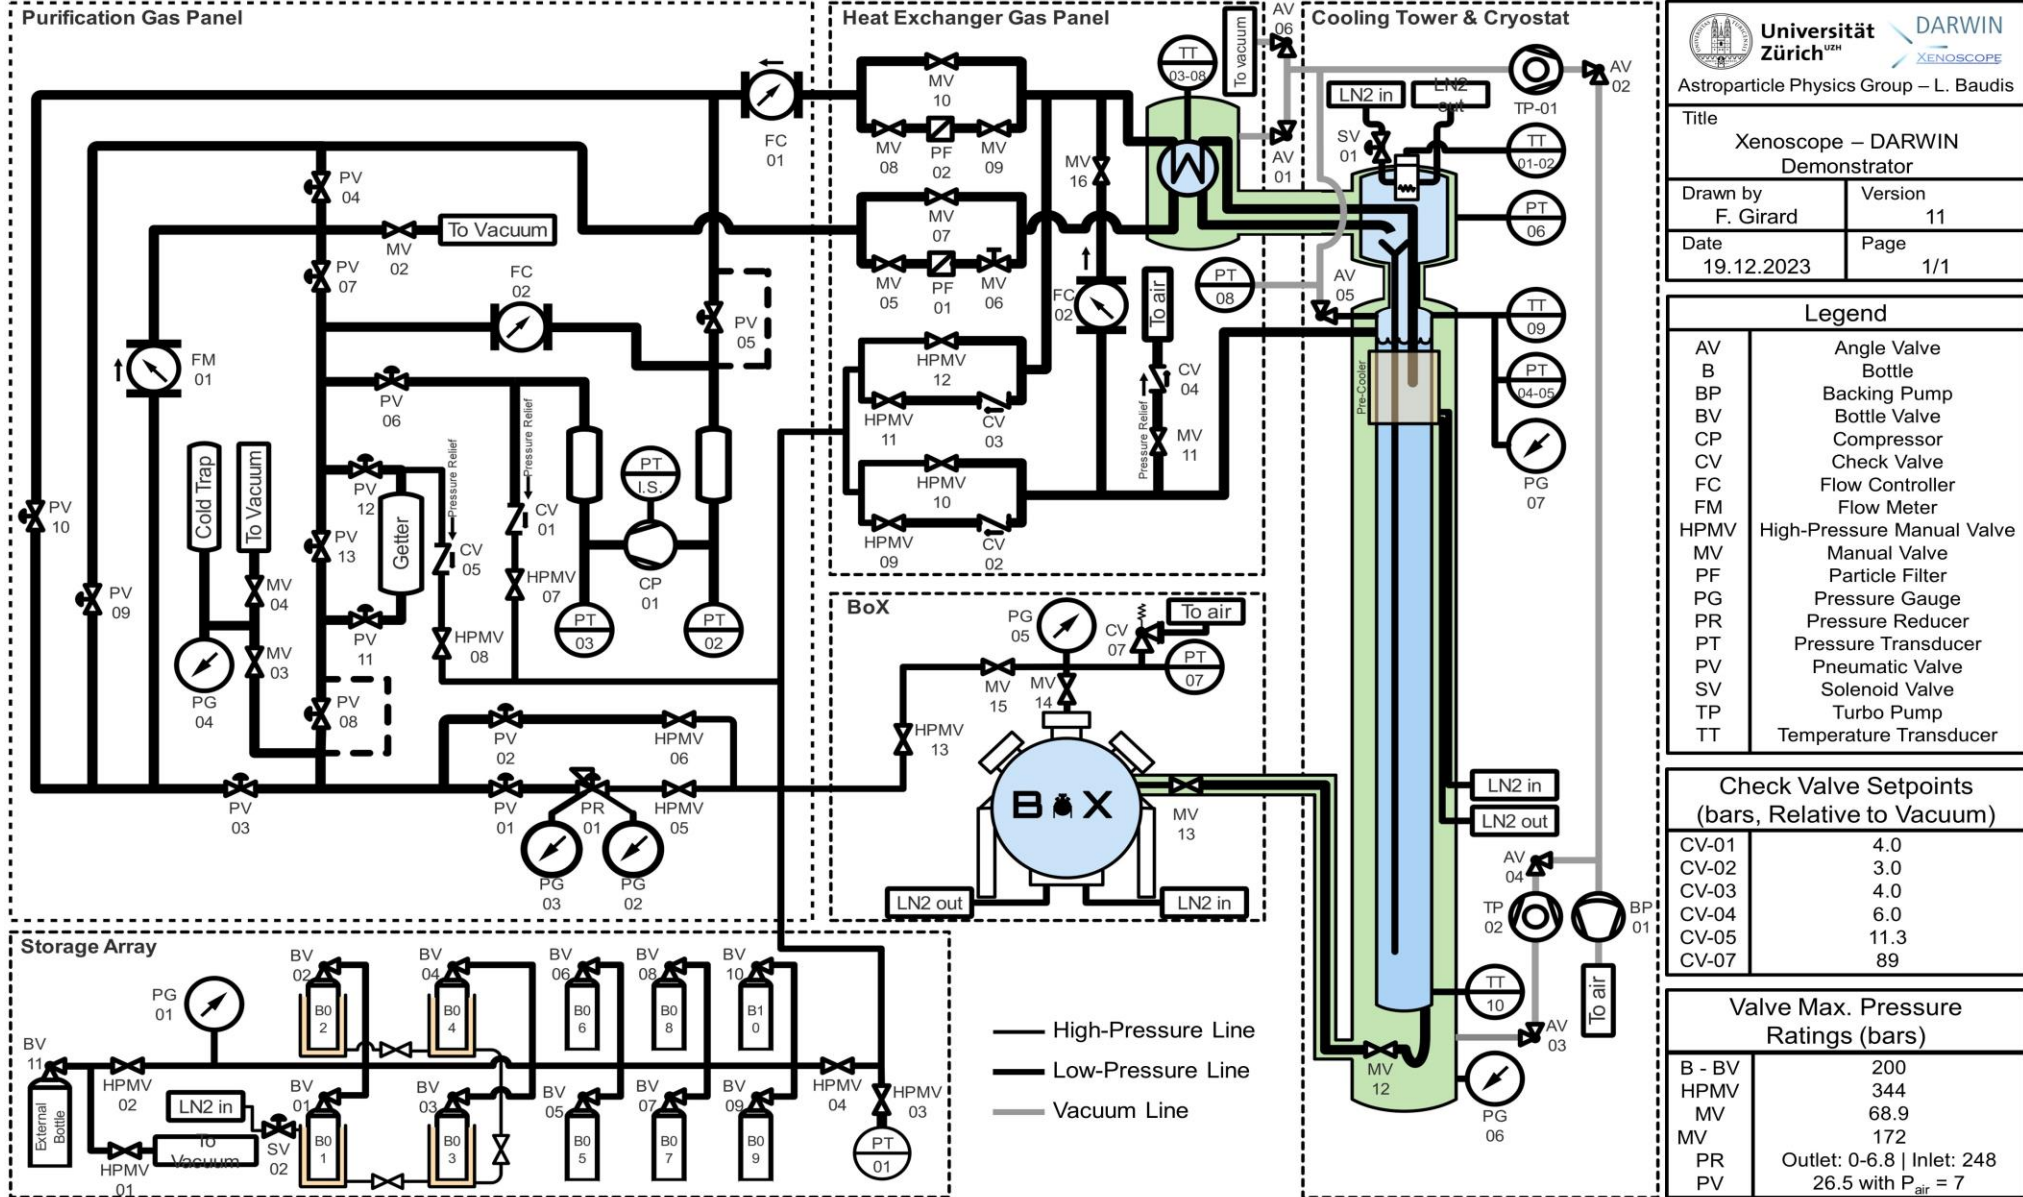 Purification Gas Panel
FC
01
PV
04
To Vacuum
MV
02
PV
07
FC
02
PV
05
FM
01
PV
06
Pressure Relief
Pressure Relief
Cold Trap
To Vacuum
PV
12
PT
I.S.
PV
10
PV
13
Getter
CV
05
CV
01
CP
01
MV
04
PV
09
HPMV
07
PV
11
HPMV
08
PT
03
PT
02
MV
03
PG
04
PV
08
PV
02
HPMV
06
PV
03
PV
01
PR
01
HPMV
05
PG
03
PG
02
Heat Exchanger Gas Panel
MV
10
MV
08
PF
02
MV
09
MV
16
TT
03-08
To vacuum
AV
06
AV
01
MV
07
MV
05
PF
01
MV
06
FC
02
To air
PT
08
HPMV
12
HPMV
11
CV
03
CV
04
Pressure Relief
MV
11
HPMV
10
HPMV
09
CV
02
BoX
PG
05
CV
07
To air
PT
07
MV
15
MV
14
HPMV
13
B X
MV
13
LN2 out
LN2 in
Cooling Tower & Cryostat
TP-01
AV
02
LN2 in
LN2
out
SV
01
TT
01-02
PT
06
AV
05
TT
09
Pre-Cooler
PT
04-05
PG
07
LN2 in
LN2 out
AV
04
TP
02
BP
01
To air
TT
10
AV
03
MV
12
PG
06
Storage Array
PG
01
BV
02
B0
2
BV
04
B0
4
BV
06
B0
6
BV
08
B0
8
BV
10
B1
0
BV
11
External
Bottle
HPMV
02
LN2 in
To
Vacuum
HPMV
01
SV
02
BV
01
B0
1
BV
03
B0
3
BV
05
B0
5
BV
07
B0
7
BV
09
B0
9
HPMV
04
HPMV
03
PT
01
High-Pressure Line
Low-Pressure Line
Vacuum Line
Universität
Zürich UZH
DARWIN
XENOSCOPE
Astroparticle Physics Group – L. Baudis
Title
Xenoscope – DARWIN
Demonstrator
Drawn by
F. Girard
Version
11
Date
19.12.2023
Page
1/1
Legend
AV Angle Valve
B Bottle
BP Backing Pump
BV Bottle Valve
CP Compressor
CV Check Valve
FC Flow Controller
FM Flow Meter
HPMV High-Pressure Manual Valve
MV Manual Valve
PF Particle Filter
PG Pressure Gauge
PR Pressure Reducer
PT Pressure Transducer
PV Pneumatic Valve
SV Solenoid Valve
TP Turbo Pump
TT Temperature Transducer
Check Valve Setpoints
(bars, Relative to Vacuum)
CV-01 4.0
CV-02 3.0
CV-03 4.0
CV-04 6.0
CV-05 11.3
CV-07 89
Valve Max. Pressure
Ratings (bars)
B - BV 200
HPMV 344
MV 68.9
MV 172
PR Outlet: 0-6.8 | Inlet: 248
PV 26.5 with Pair = 7